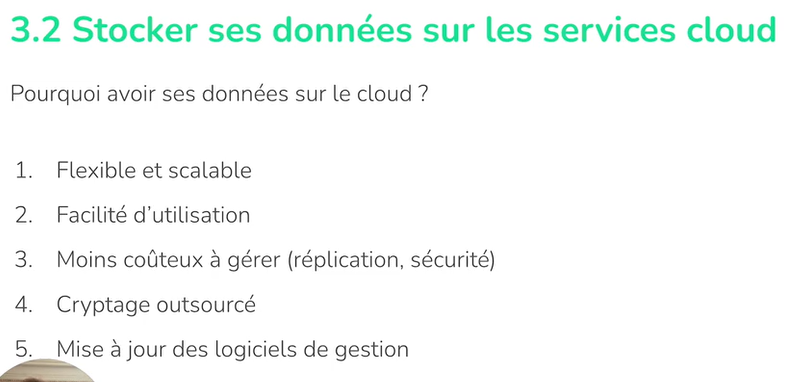 3.2 Stocker ses données sur les services cloud
Pourquoi avoir ses données sur le cloud ?
1. Flexible et scalable
2. Facilité d'utilisation
3. Moins coûteux à gérer (réplication, sécurité)
4. Cryptage outsourcé
5. Mise à jour des logiciels de gestion